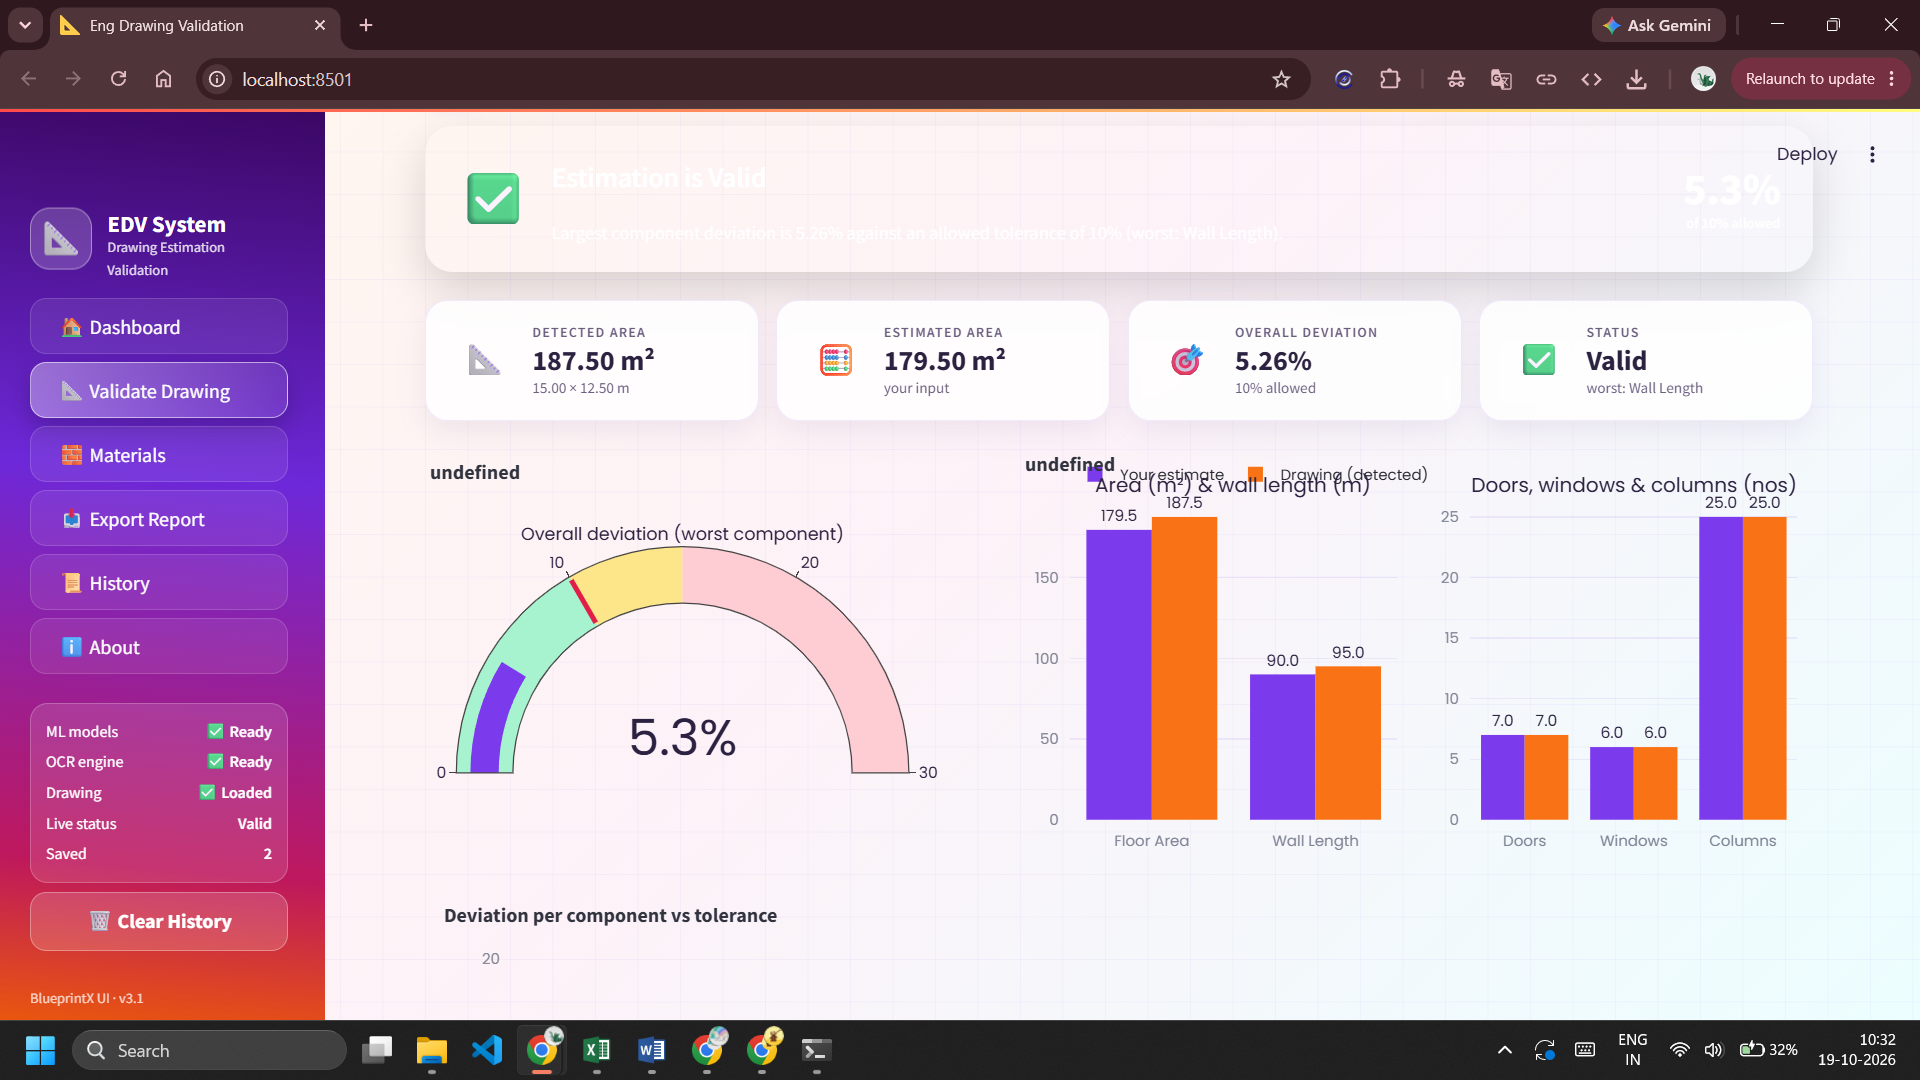 Eng Drawing Validation
Ask Gemini
localhost:8501
Relaunch to update
Deploy
EDV System
Drawing Estimation
Validation
Dashboard
Validate Drawing
Materials
Export Report
History
About
ML models Ready
OCR engine Ready
Drawing Loaded
Live status Valid
Saved 2
Clear History
BlueprintX UI · v3.1
Estimation is Valid
Largest component deviation is 5.26% against an allowed tolerance of 10% (worst: Wall Length).
5.3%
of 10% allowed
DETECTED AREA
187.50 m²
15.00 × 12.50 m
ESTIMATED AREA
179.50 m²
your input
OVERALL DEVIATION
5.26%
10% allowed
STATUS
Valid
worst: Wall Length
undefined
Overall deviation (worst component)
10 20
5.3%
0 30
undefined
Your estimate Drawing (detected)
Area (m²) & wall length (m)
179.5 187.5
150
100
50
0
90.0 95.0
Floor Area Wall Length
Doors, windows & columns (nos)
25.0 25.0
25
20
15
10
5
0
7.0 7.0
6.0 6.0
Doors Windows Columns
Deviation per component vs tolerance
20
Search
ENG
IN
32%
10:32
19-10-2026